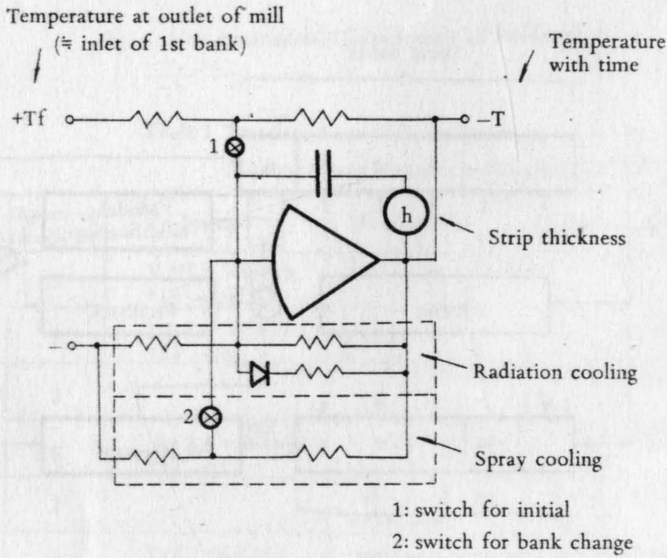 Temperature at outlet of mill
(≒ inlet of 1st bank)
Temperature
with time
+Tf
−T
1
h
Strip thickness
−
Radiation cooling
2
Spray cooling
1: switch for initial
2: switch for bank change